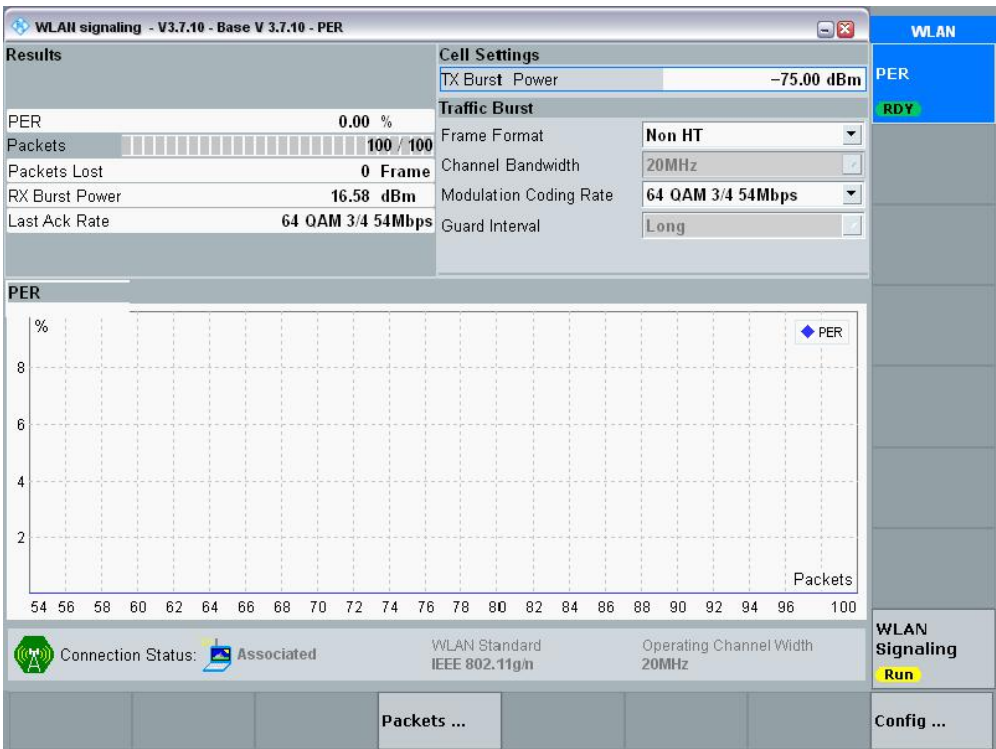 WLAN signaling - V3.7.10 - Base V 3.7.10 - PER
WLAN
Results
PER 0.00 %
Packets 100 / 100
Packets Lost 0 Frame
RX Burst Power 16.58 dBm
Last Ack Rate 64 QAM 3/4 54Mbps
Cell Settings
TX Burst Power -75.00 dBm
Traffic Burst
Frame Format Non HT
Channel Bandwidth 20MHz
Modulation Coding Rate 64 QAM 3/4 54Mbps
Guard Interval Long
PER
RDY
PER
%
PER
8
6
4
2
Packets
54 56 58 60 62 64 66 68 70 72 74 76 78 80 82 84 86 88 90 92 94 96 100
Connection Status: Associated
WLAN Standard
IEEE 802.11g/n
Operating Channel Width
20MHz
WLAN
Signaling
Run
Packets ...
Config ...